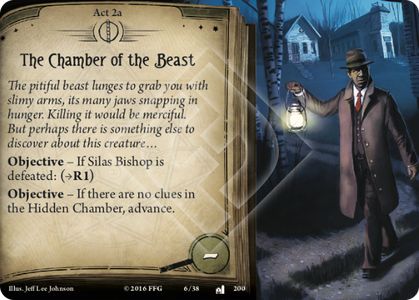 Act 2a
The Chamber of the Beast
The pitiful beast lunges to grab you with
slimy arms, its many jaws snapping in
hunger. Killing it would be merciful.
But perhaps there is something else to
discover about this creature…
Objective – If Silas Bishop is
defeated: (→R1)
Objective – If there are no clues in
the Hidden Chamber, advance.
–
Illus. Jeff Lee Johnson
© 2016 FFG
6/38
200